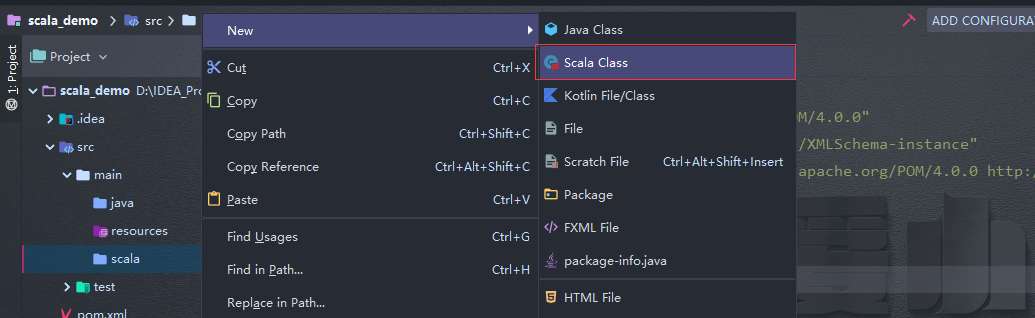 scala_demo > src >
ADD CONFIGURA
1: Project
Project
scala_demo D:\IDEA_Pro
.idea
src
main
java
resources
scala
test
pom.xml
New
Cut Ctrl+X
Copy Ctrl+C
Copy Path Ctrl+Shift+C
Copy Reference Ctrl+Alt+Shift+C
Paste Ctrl+V
Find Usages Ctrl+G
Find in Path... Ctrl+H
Replace in Path...
Java Class
Scala Class
Kotlin File/Class
File
Scratch File Ctrl+Alt+Shift+Insert
Package
FXML File
package-info.java
HTML File
M/4.0.0"
/XMLSchema-instance"
apache.org/POM/4.0.0 http:/